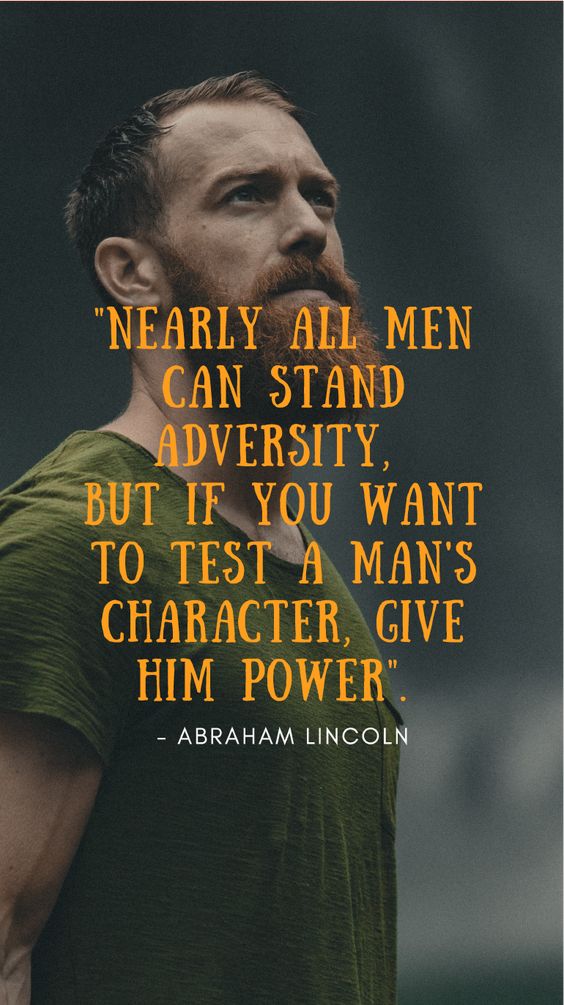 "NEARLY ALL MEN
CAN STAND
ADVERSITY,
BUT IF YOU WANT
TO TEST A MAN'S
CHARACTER, GIVE
HIM POWER".
– ABRAHAM LINCOLN